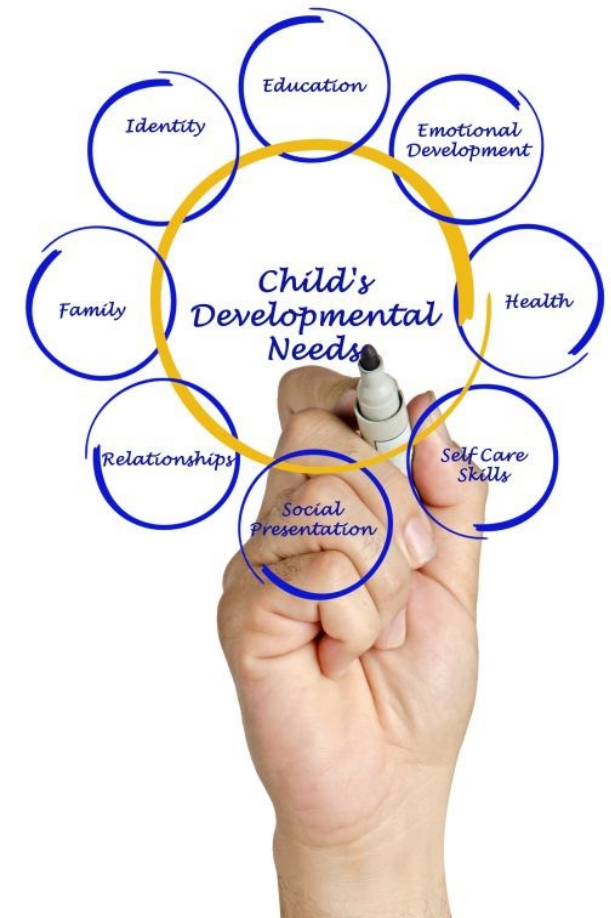 Education
Identity
Emotional
Development
Child's
Developmental
Needs
Family
Health
Relationships
Self Care
Skills
Social
Presentation